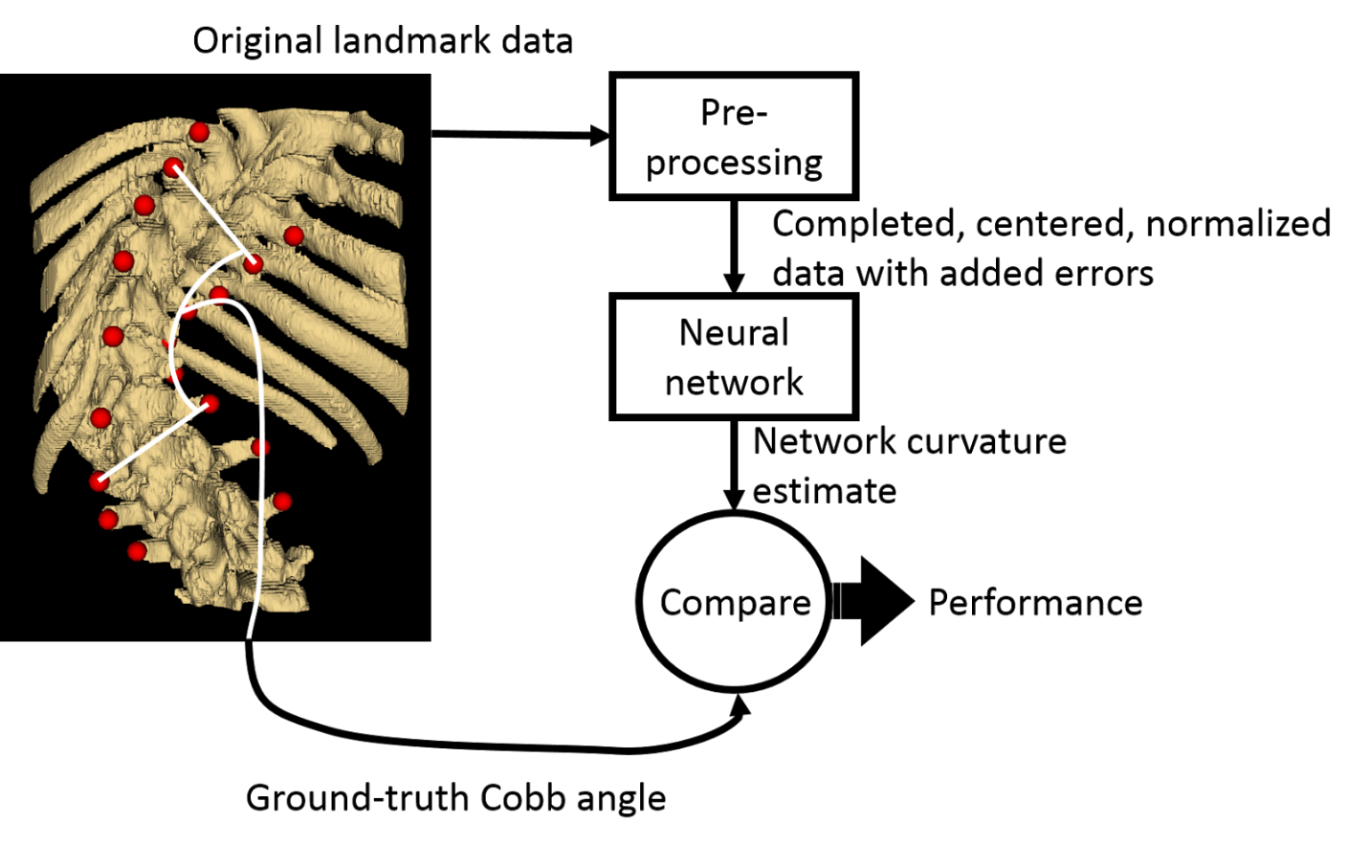 Original landmark data
Pre-
processing
Completed, centered, normalized
data with added errors
Neural
network
Network curvature
estimate
Compare
Performance
Ground-truth Cobb angle